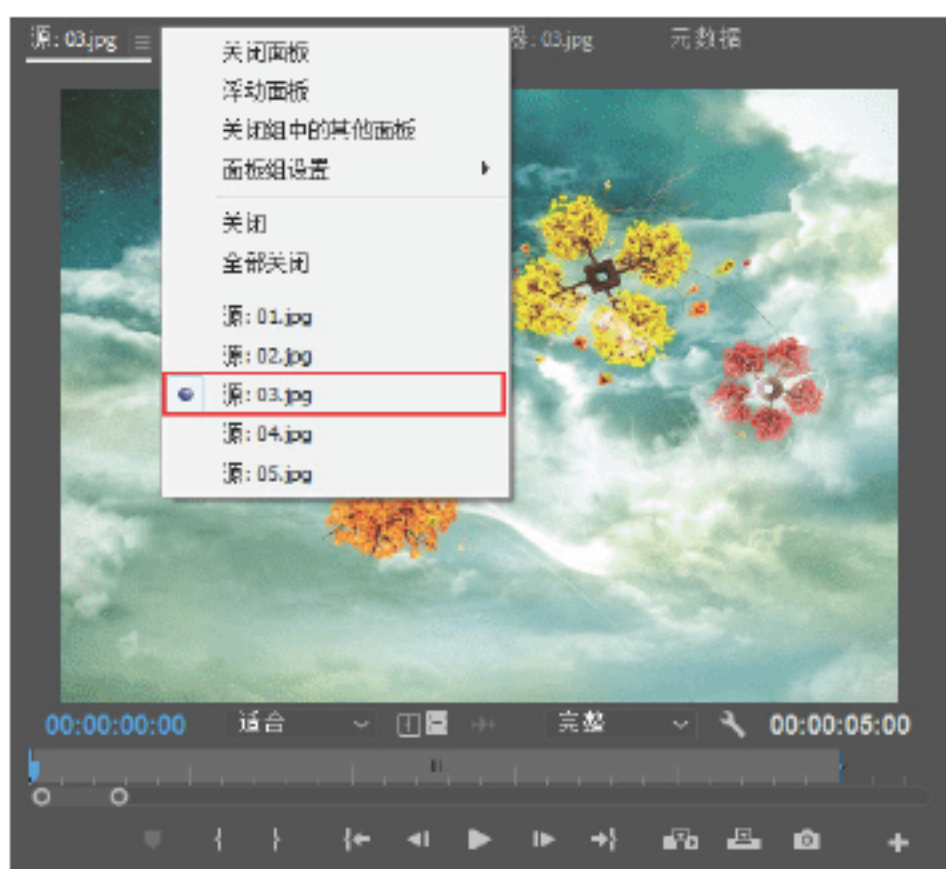 源: 03.jpg
器: 03.jpg
元数据
关闭面板
浮动面板
关闭组中的其他面板
面板组设置
关闭
全部关闭
源: 01.jpg
源: 02.jpg
源: 03.jpg
源: 04.jpg
源: 05.jpg
00:00:00:00
适合
完整
00:00:05:00